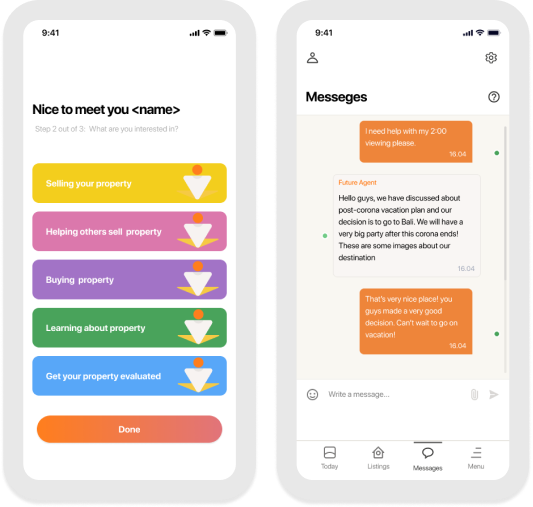 9:41
Nice to meet you <name>
Step 2 out of 3: What are you interested in?
Selling your property
Helping others sell property
Buying property
Learning about property
Get your property evaluated
Done
9:41
Messeges
I need help with my 2:00
viewing please.
16.04
Future Agent
Hello guys, we have discussed about
post-corona vacation plan and our
decision is to go to Bali. We will have a
very big party after this corona ends!
These are some images about our
destination
16.04
That's very nice place! you
guys made a very good
decision. Can't wait to go on
vacation!
16.04
Write a message...
Today
Listings
Messages
Menu